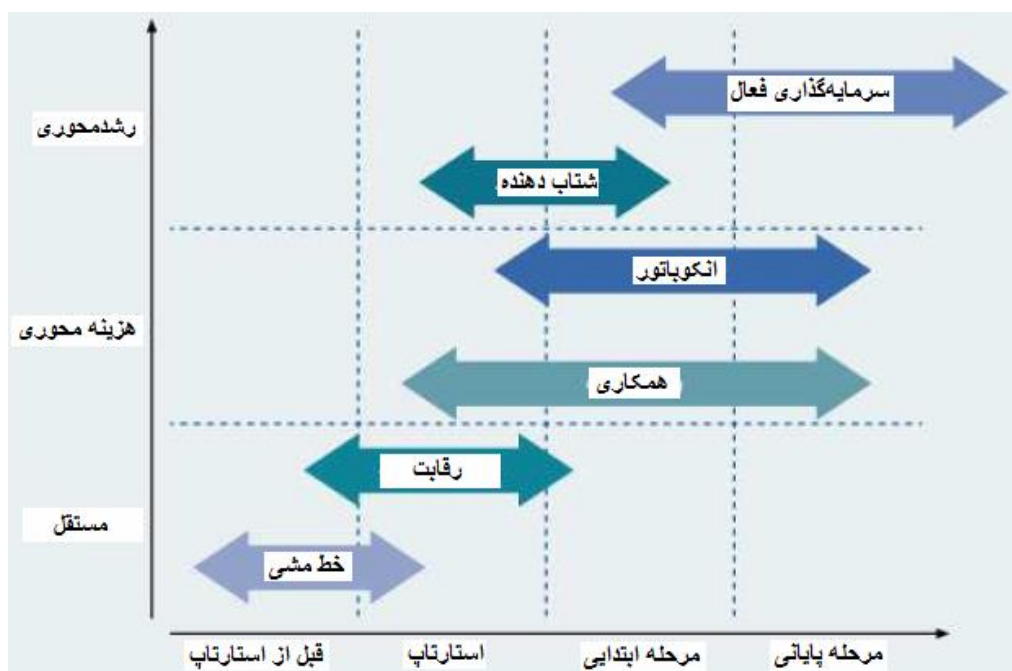 سرمایه‌گذاری فعال
رشدمحوری
شتاب دهنده
انکوباتور
هزینه محوری
همکاری
رقابت
مستقل
خط مشی
قبل از استارتاپ
استارتاپ
مرحله ابتدایی
مرحله پایانی